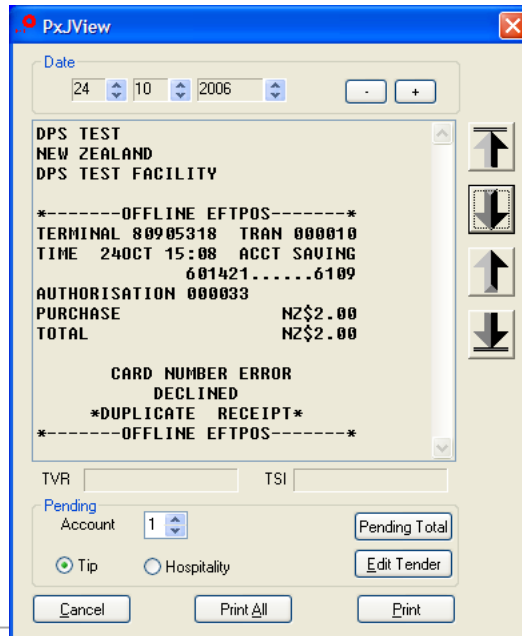 PxJView
Date
24 10 2006 - +
DPS TEST
NEW ZEALAND
DPS TEST FACILITY
*-------OFFLINE EFTPOS-------*
TERMINAL 80905318 TRAN 000010
TIME 24OCT 15:08 ACCT SAVING
601421......6109
AUTHORISATION 000033
PURCHASE NZ$2.00
TOTAL NZ$2.00
CARD NUMBER ERROR
DECLINED
*DUPLICATE RECEIPT*
*-------OFFLINE EFTPOS-------*
TVR TSI
Pending
Account 1 Pending Total
Tip Hospitality Edit Tender
Cancel Print All Print